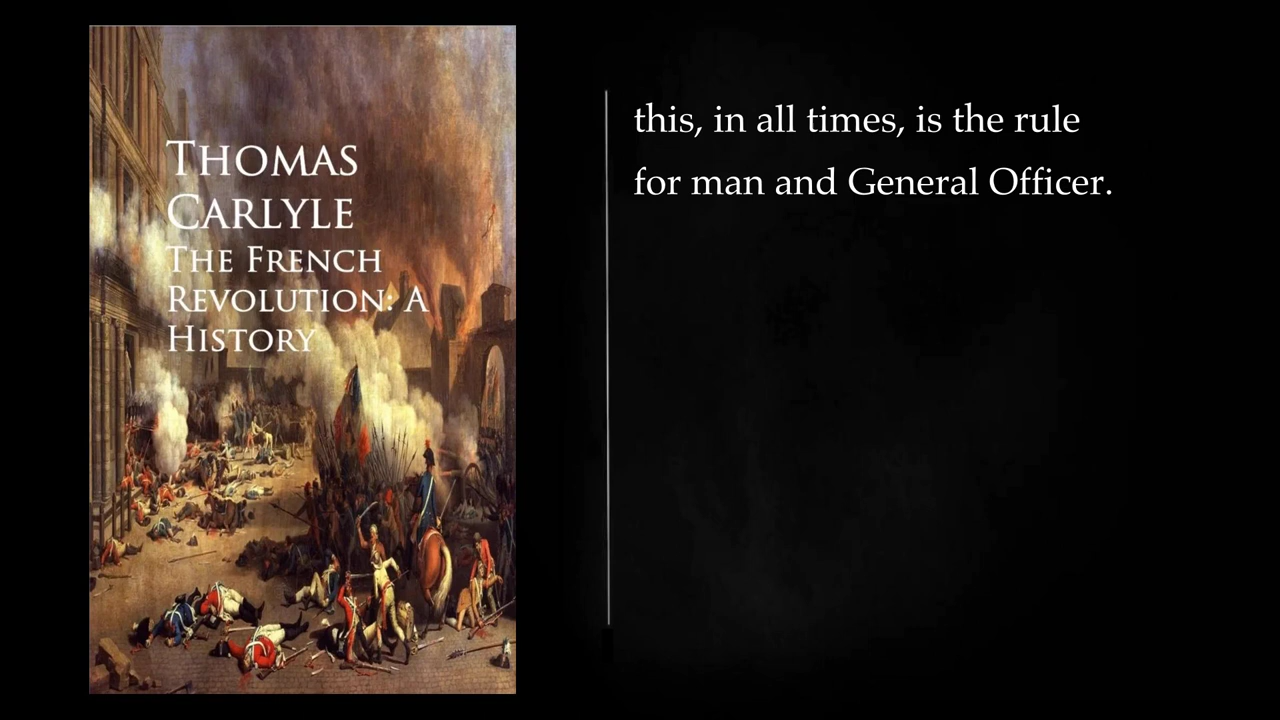 THOMAS
CARLYLE
THE FRENCH
REVOLUTION: A
HISTORY
this, in all times, is the rule
for man and General Officer.